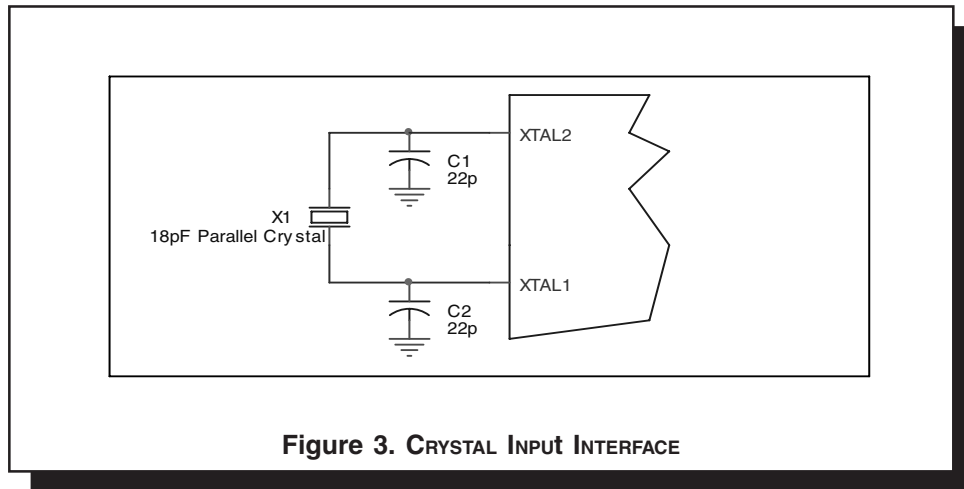 XTAL2
C1
22p
X1
18pF Parallel Crystal
XTAL1
C2
22p
Figure 3. CRYSTAL INPUt INTERFACE